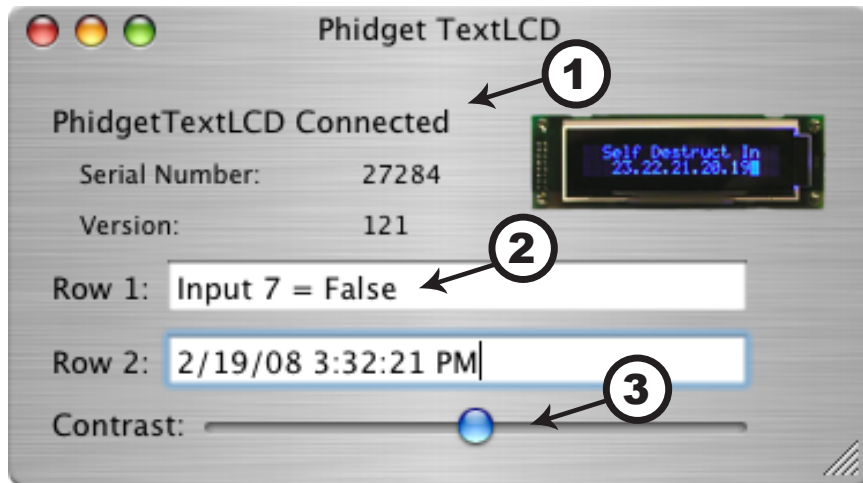 Phidget TextLCD
1
PhidgetTextLCD Connected
Serial Number: 27284
Version: 121
Self Destruct In
23.22.21.20.19
2
Row 1: Input 7 = False
Row 2: 2/19/08 3:32:21 PM
3
Contrast: